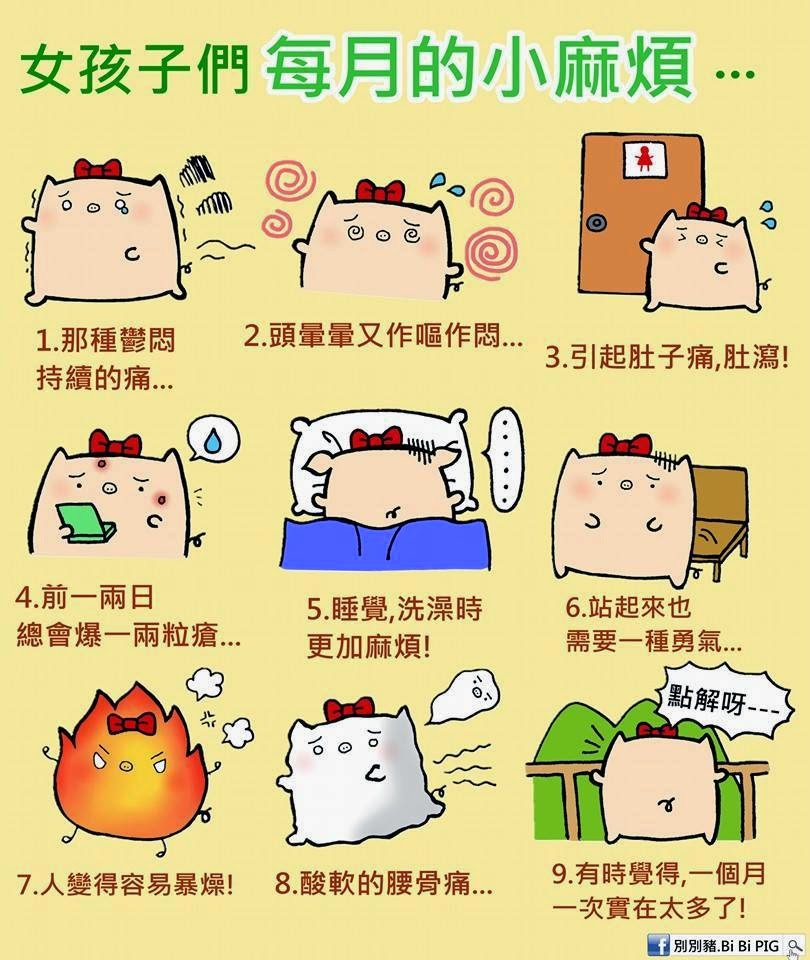 女孩子們 每月的小麻煩 ...
1.那種鬱悶
持續的痛...
2.頭暈暈又作嘔作悶...
3.引起肚子痛,肚瀉!
4.前一兩日
總會爆一兩粒瘡...
5.睡覺,洗澡時
更加麻煩!
6.站起來也
需要一種勇氣...
7.人變得容易暴燥!
8.酸軟的腰骨痛...
點解呀---
9.有時覺得,一個月
一次實在太多了!
f 別別豬.Bi Bi PIG